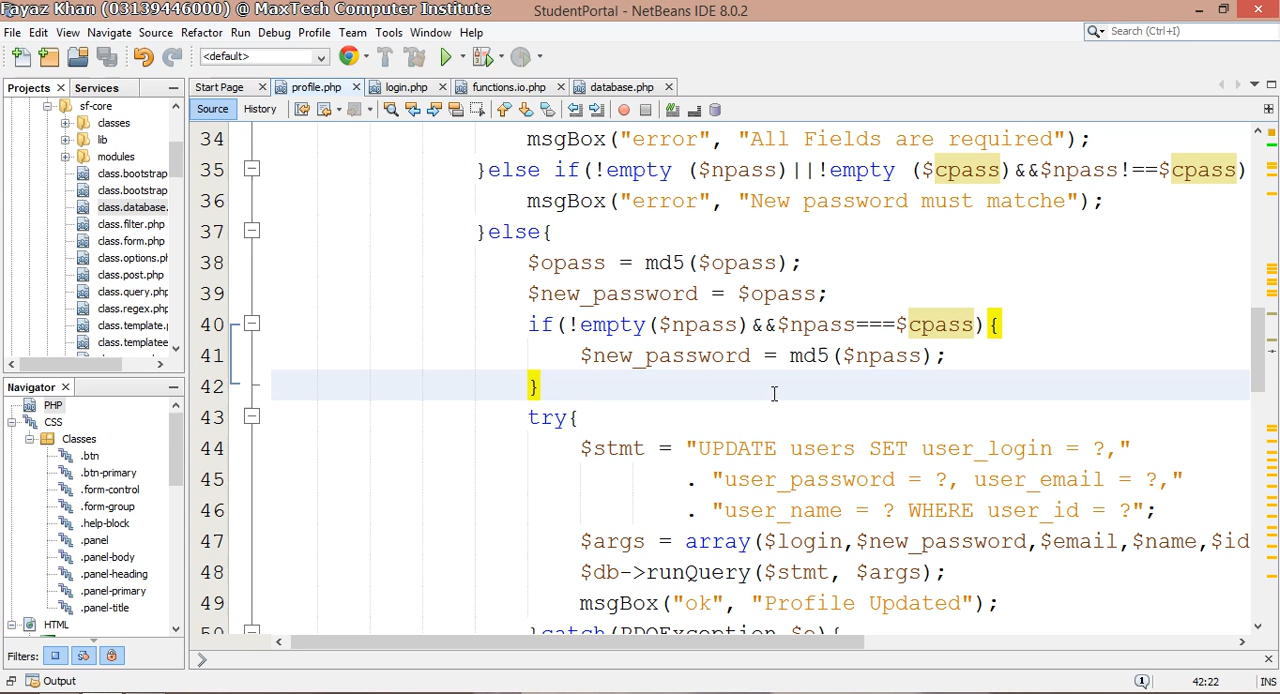 Fayaz Khan (03139446000) @ MaxTech Computer Institute
StudentPortal - NetBeans IDE 8.0.2
File Edit View Navigate Source Refactor Run Debug Profile Team Tools Window Help
Search (Ctrl+I)
<default>
Projects Services
Start Page profile.php login.php functions.io.php database.php
Source History
sf-core
classes
lib
modules
class.bootstrap
class.bootstrap
class.database.
class.filter.php
class.form.php
class.options.ph
class.post.php
class.query.php
class.regex.php
class.template.p
class.templatee
34 msgBox("error", "All Fields are required");
35 }else if(!empty ($npass)||!empty ($cpass)&&$npass!==$cpass)
36 msgBox("error", "New password must matche");
37 }else{
38 $opass = md5($opass);
39 $new_password = $opass;
40 if(!empty($npass)&&$npass===$cpass){
41 $new_password = md5($npass);
42 }
43 try{
44 $stmt = "UPDATE users SET user_login = ?,"
45 . "user_password = ?, user_email = ?,"
46 . "user_name = ? WHERE user_id = ?";
47 $args = array($login,$new_password,$email,$name,$id
48 $db->runQuery($stmt, $args);
49 msgBox("ok", "Profile Updated");
50 }catch(PDOException $e){
Navigator
PHP
CSS
Classes
.btn
.btn-primary
.form-control
.form-group
.help-block
.panel
.panel-body
.panel-heading
.panel-primary
.panel-title
HTML
Filters:
Output
1
42:22
INS